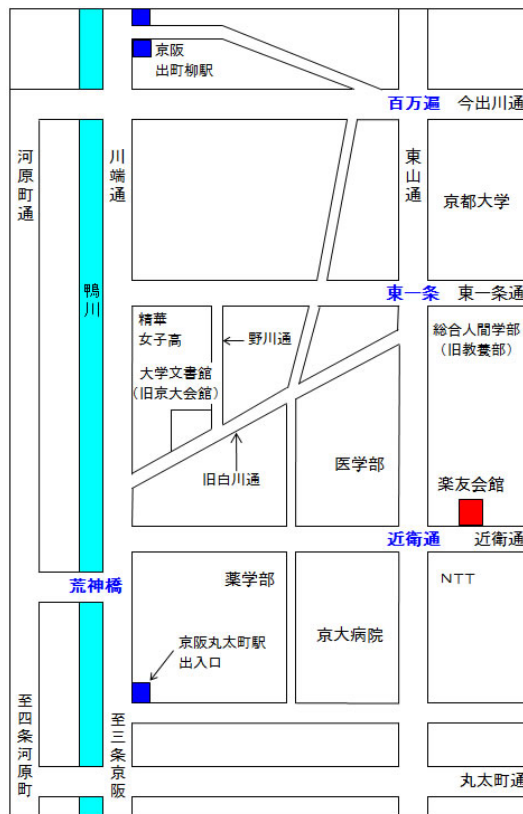 京阪
出町柳駅
百万遍
今出川通
河原町通
川端通
東山通
京都大学
鴨川
東一条
東一条通
精華
女子高
野川通
総合人間学部
（旧教養部）
大学文書館
（旧京大会館）
旧白川通
医学部
楽友会館
近衛通
近衛通
荒神橋
薬学部
NTT
京阪丸太町駅
出入口
京大病院
至四条河原町
至三条京阪
丸太町通